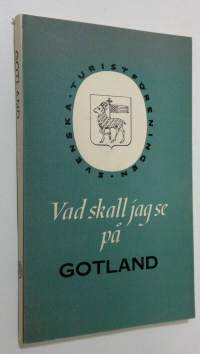 GOTLAND
SVENSKA · TURISTFÖRENINGEN ·
Vad skall jag se
på
GOTLAND